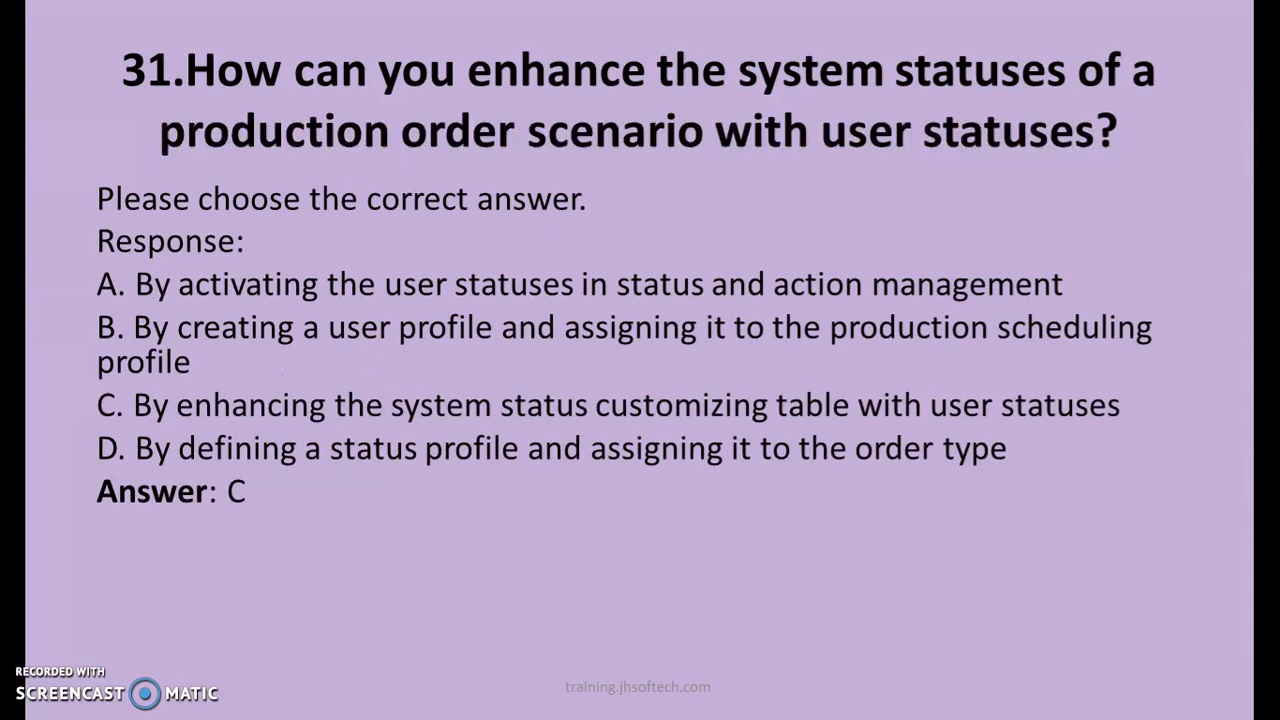 31.How can you enhance the system statuses of a
production order scenario with user statuses?
Please choose the correct answer.
Response:
A. By activating the user statuses in status and action management
B. By creating a user profile and assigning it to the production scheduling
profile
C. By enhancing the system status customizing table with user statuses
D. By defining a status profile and assigning it to the order type
Answer: C
RECORDED WITH
SCREENCAST MATIC
training.jhsoftech.com